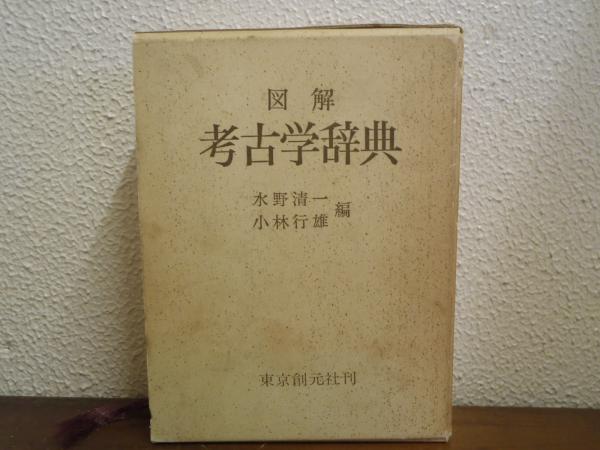 図解
考古学辞典
水野清一
小林行雄
編
東京創元社刊